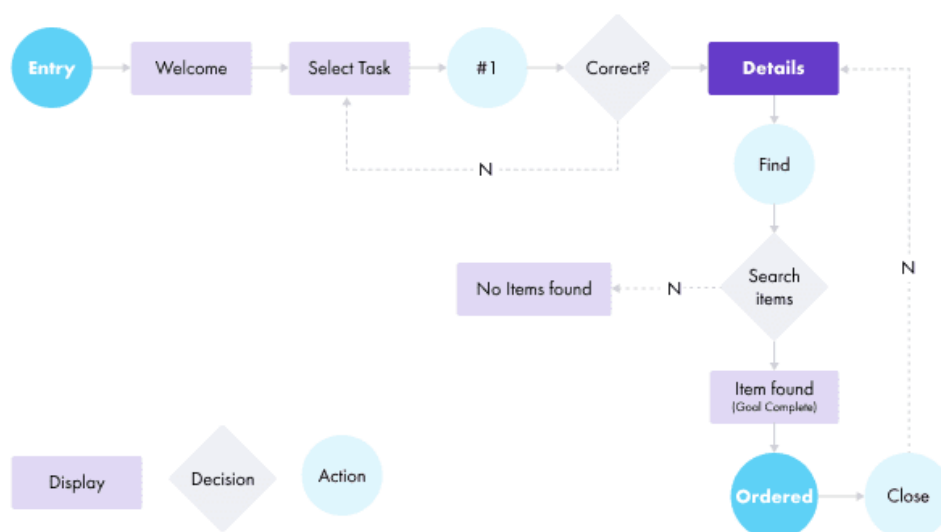 Entry
Welcome
Select Task
#1
Correct?
Details
N
Find
Search
items
N
No Items found
N
Item found
(Goal Complete)
Ordered
Close
Display
Decision
Action